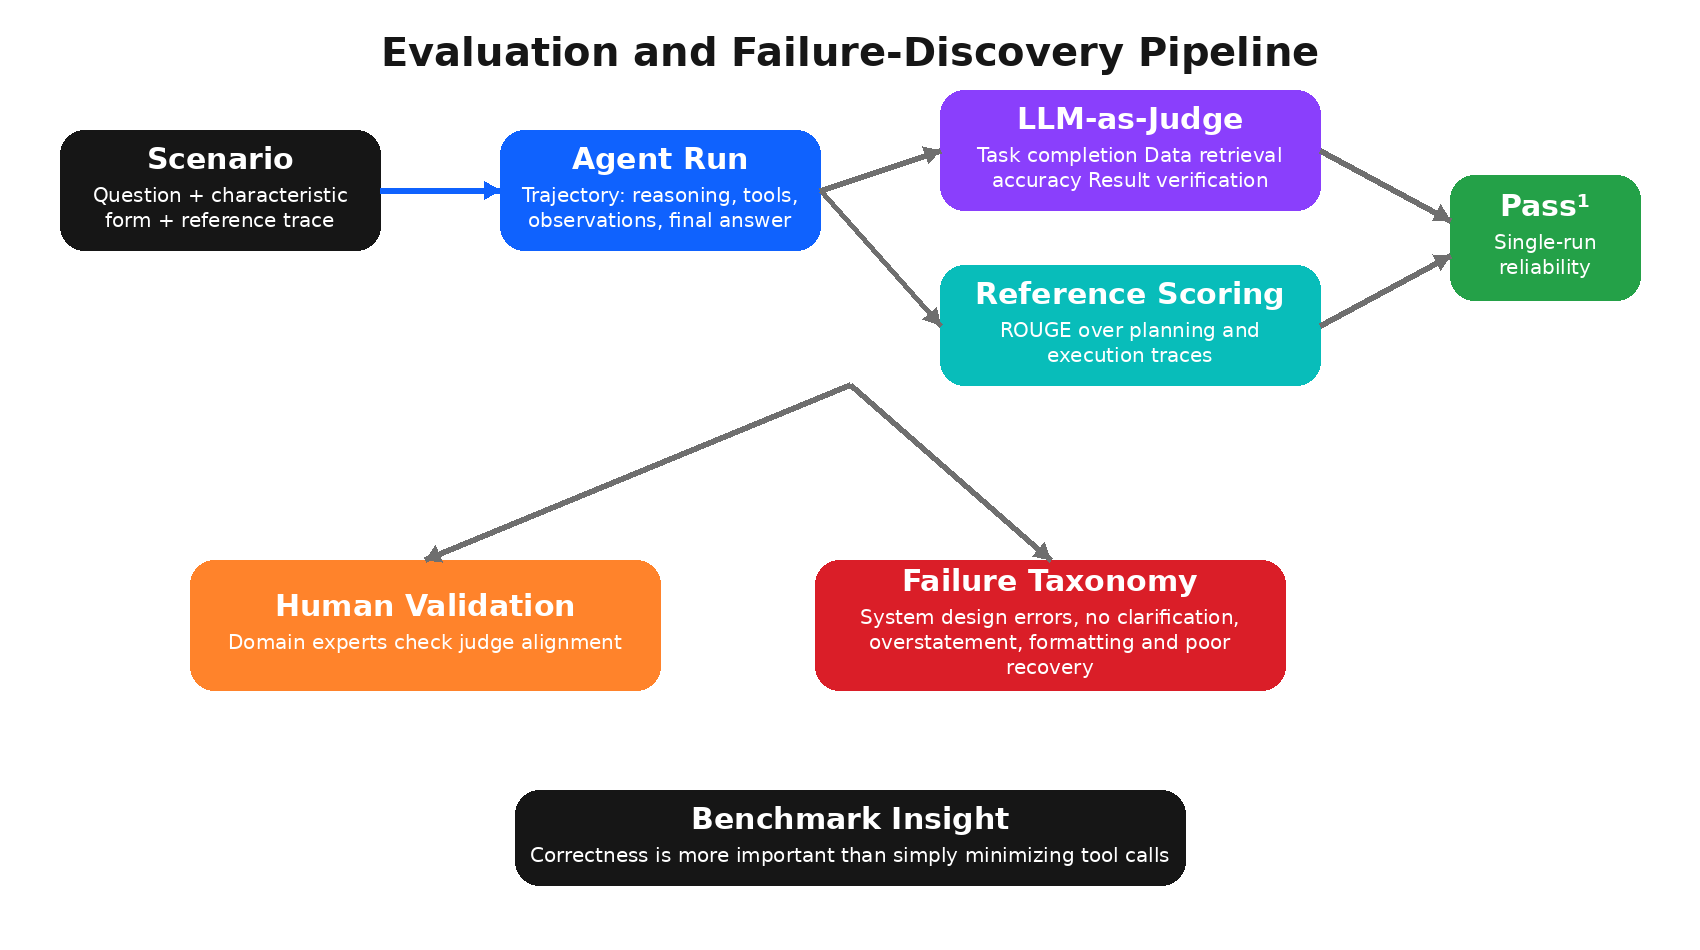 Evaluation and Failure-Discovery Pipeline
Scenario
Question + characteristic
form + reference trace
Agent Run
Trajectory: reasoning, tools,
observations, final answer
LLM-as-Judge
Task completion Data retrieval
accuracy Result verification
Reference Scoring
ROUGE over planning and
execution traces
Pass¹
Single-run
reliability
Human Validation
Domain experts check judge alignment
Failure Taxonomy
System design errors, no clarification,
overstatement, formatting and poor
recovery
Benchmark Insight
Correctness is more important than simply minimizing tool calls